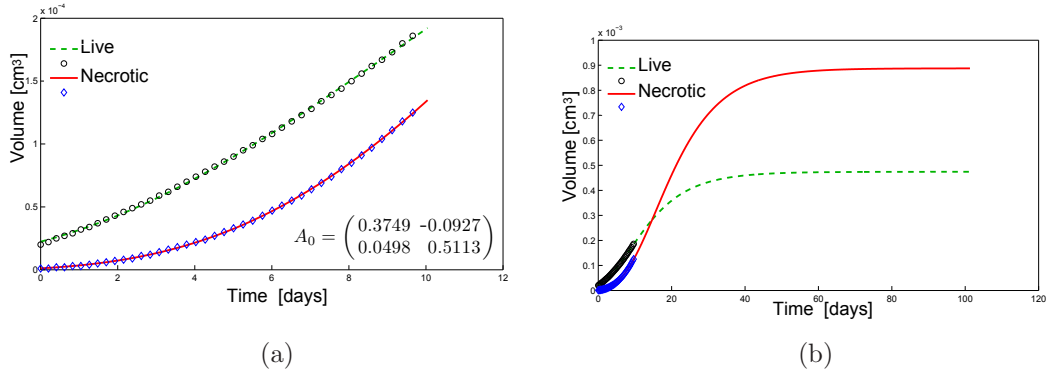 x 10⁻⁴
2
1.5
1
0.5
0
Volume [cm³]
Live
Necrotic
A₀ = (0.3749 -0.0927
0.0498 0.5113)
0 2 4 6 8 10 12
Time [days]
(a)
x 10⁻³
1
0.9
0.8
0.7
0.6
0.5
0.4
0.3
0.2
0.1
0
Volume [cm³]
Live
Necrotic
0 20 40 60 80 100 120
Time [days]
(b)